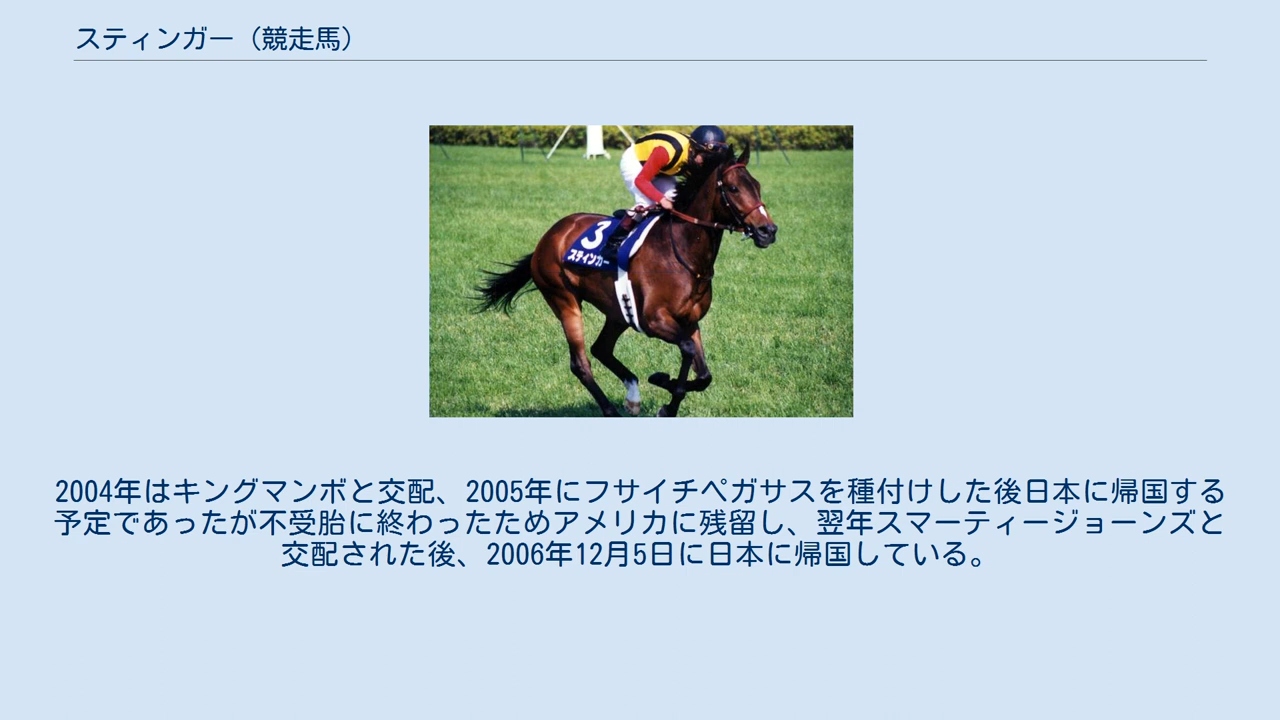 スティンガー（競走馬）
3
スティンガー
2004年はキングマンボと交配、2005年にフサイチペガサスを種付けした後日本に帰国する
予定であったが不受胎に終わったためアメリカに残留し、翌年スマーティージョーンズと
交配された後、2006年12月5日に日本に帰国している。